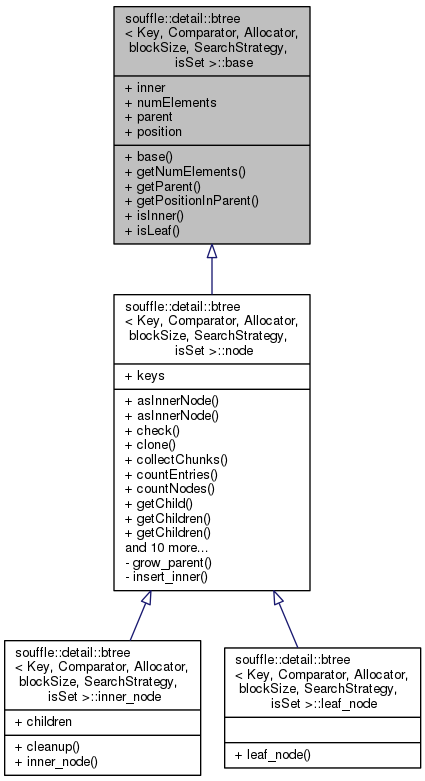 souffle::detail::btree
< Key, Comparator, Allocator,
blockSize, SearchStrategy,
isSet >::base
+ inner
+ numElements
+ parent
+ position
+ base()
+ getNumElements()
+ getParent()
+ getPositionInParent()
+ isInner()
+ isLeaf()
souffle::detail::btree
< Key, Comparator, Allocator,
blockSize, SearchStrategy,
isSet >::node
+ keys
+ asInnerNode()
+ asInnerNode()
+ check()
+ clone()
+ collectChunks()
+ countEntries()
+ countNodes()
+ getChild()
+ getChildren()
+ getChildren()
and 10 more...
- grow_parent()
- insert_inner()
souffle::detail::btree
< Key, Comparator, Allocator,
blockSize, SearchStrategy,
isSet >::inner_node
+ children
+ cleanup()
+ inner_node()
souffle::detail::btree
< Key, Comparator, Allocator,
blockSize, SearchStrategy,
isSet >::leaf_node
+ leaf_node()